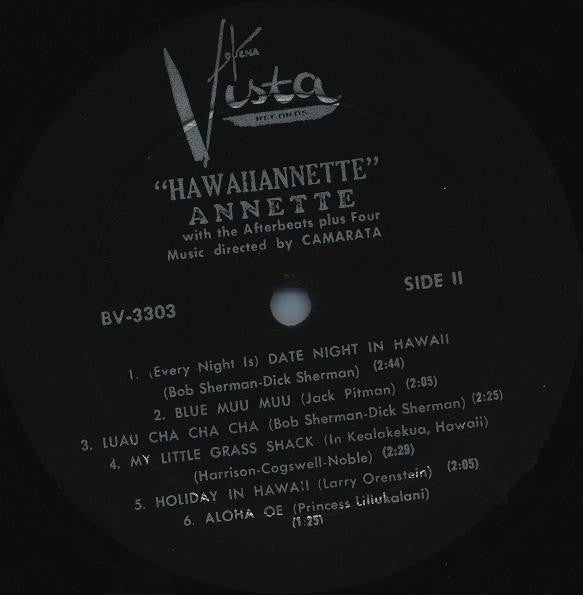 Buena
Vista
RECORDS
"HAWAIIANNETTE"
ANNETTE
with the Afterbeats plus Four
Music directed by CAMARATA
BV-3303
SIDE II
1. (Every Night Is) DATE NIGHT IN HAWAII
(Bob Sherman-Dick Sherman) (2:44)
2. BLUE MUU MUU (Jack Pitman) (2:05)
3. LUAU CHA CHA CHA (Bob Sherman-Dick Sherman) (2:25)
4. MY LITTLE GRASS SHACK (In Kealakekua, Hawaii)
(Harrison-Cogswell-Noble) (2:29)
5. HOLIDAY IN HAWAII (Larry Orenstein) (2:05)
6. ALOHA OE (Princess Liliukalani)
(1:25)